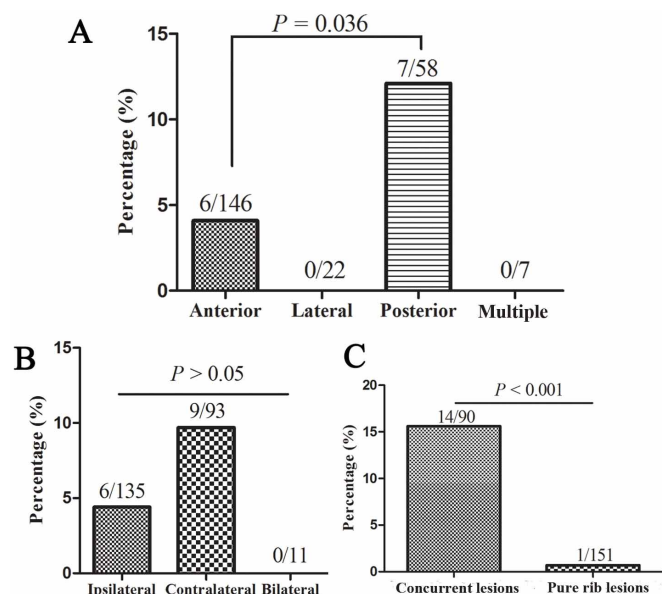 A
P = 0.036
15
10
5
0
Percentage (%)
6/146
0/22
7/58
0/7
Anterior Lateral Posterior Multiple
B
P > 0.05
15
10
5
0
Percentage (%)
6/135
9/93
0/11
Ipsilateral Contralateral Bilateral
C
P < 0.001
20
15
10
5
0
Percentage (%)
14/90
1/151
Concurrent lesions Pure rib lesions